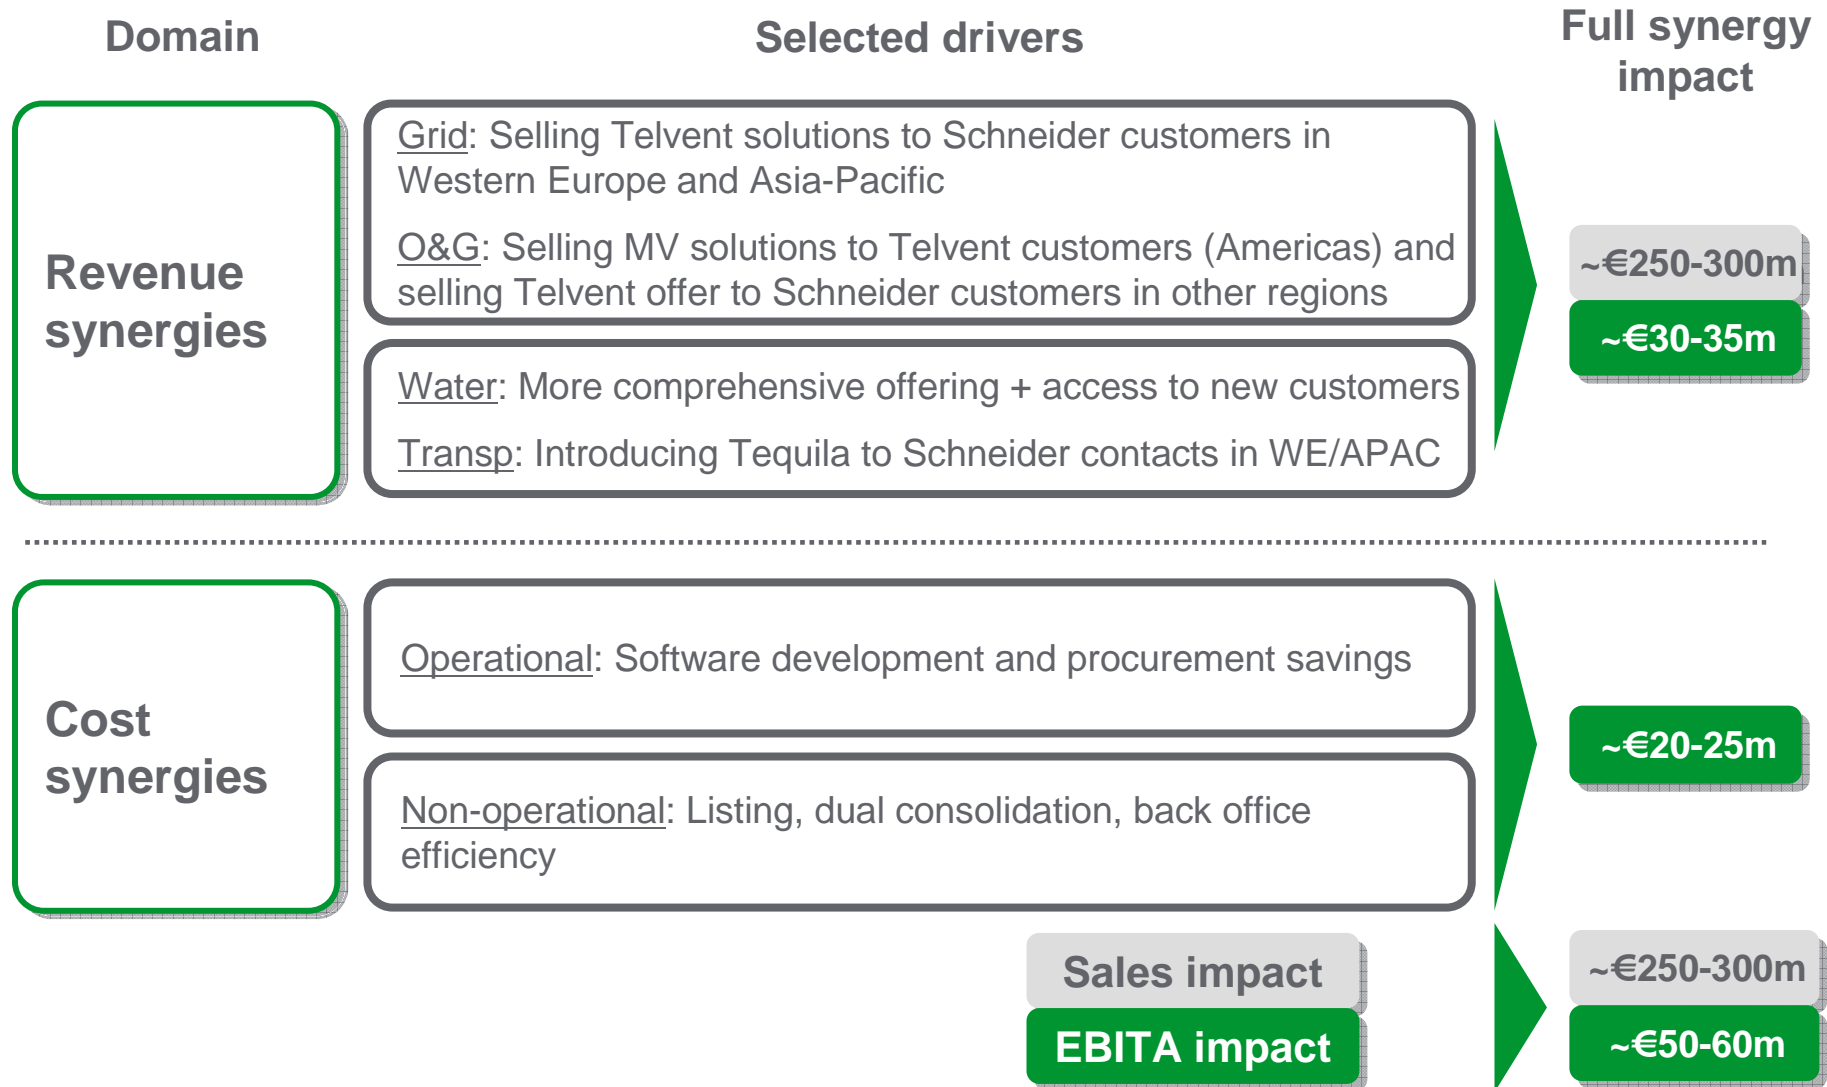 Domain
Selected drivers
Full synergy
impact
Revenue
synergies
Grid: Selling Telvent solutions to Schneider customers in
Western Europe and Asia-Pacific
O&G: Selling MV solutions to Telvent customers (Americas) and
selling Telvent offer to Schneider customers in other regions
Water: More comprehensive offering + access to new customers
Transp: Introducing Tequila to Schneider contacts in WE/APAC
~€250-300m
~€30-35m
Cost
synergies
Operational: Software development and procurement savings
Non-operational: Listing, dual consolidation, back office
efficiency
~€20-25m
Sales impact
~€250-300m
EBITA impact
~€50-60m